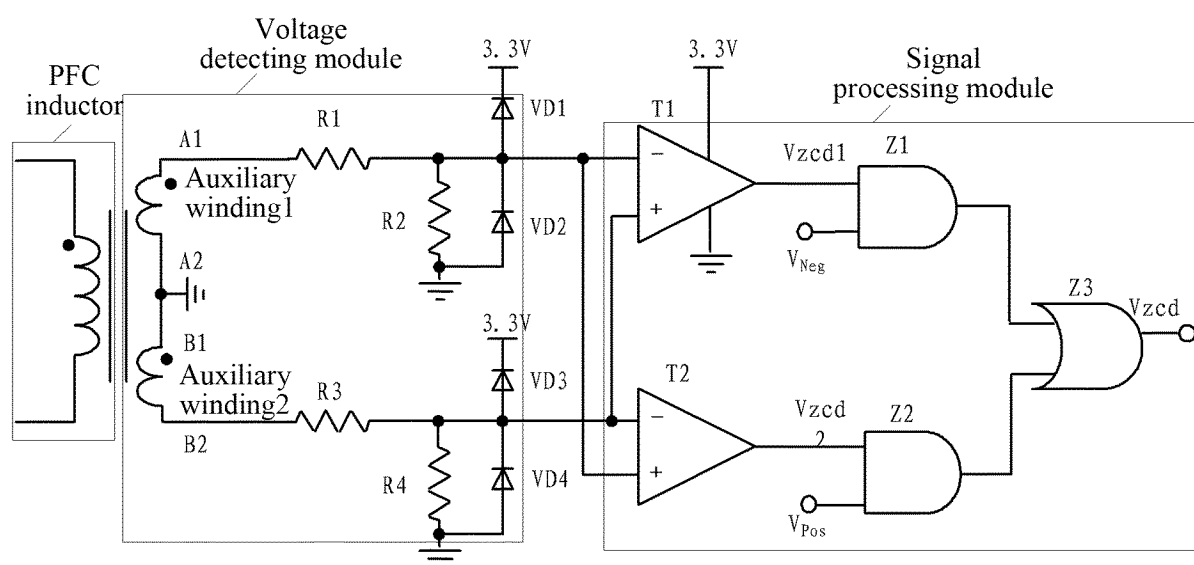 Voltage
detecting module
PFC
inductor
Signal
processing module
3.3V
3.3V
VD1
T1
R1
A1
Auxiliary
winding1
Vzcd1
Z1
R2
VD2
V_Neg
A2
Z3
Vzcd
3.3V
B1
Auxiliary
winding2
R3
VD3
T2
B2
Vzcd
2
Z2
R4
VD4
V_Pos
−
+
−
+